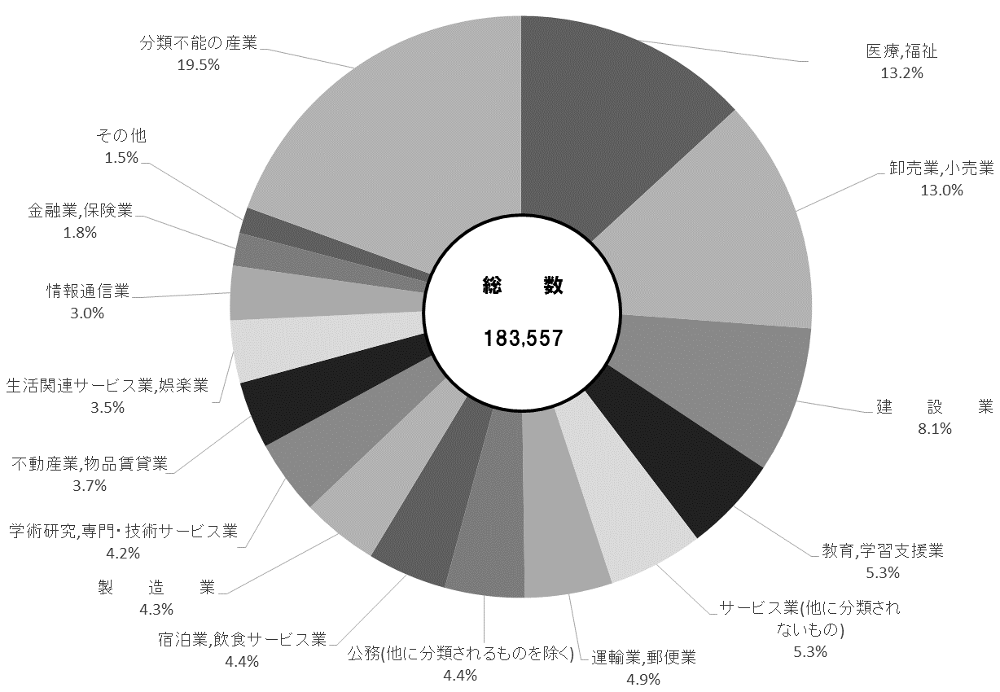 医療,福祉
13.2%
卸売業,小売業
13.0%
建　設　業
8.1%
教育,学習支援業
5.3%
サービス業(他に分類され
ないもの)
5.3%
運輸業,郵便業
4.9%
公務(他に分類されるものを除く)
4.4%
宿泊業,飲食サービス業
4.4%
製　造　業
4.3%
学術研究,専門・技術サービス業
4.2%
不動産業,物品賃貸業
3.7%
生活関連サービス業,娯楽業
3.5%
情報通信業
3.0%
金融業,保険業
1.8%
その他
1.5%
分類不能の産業
19.5%
総　数
183,557